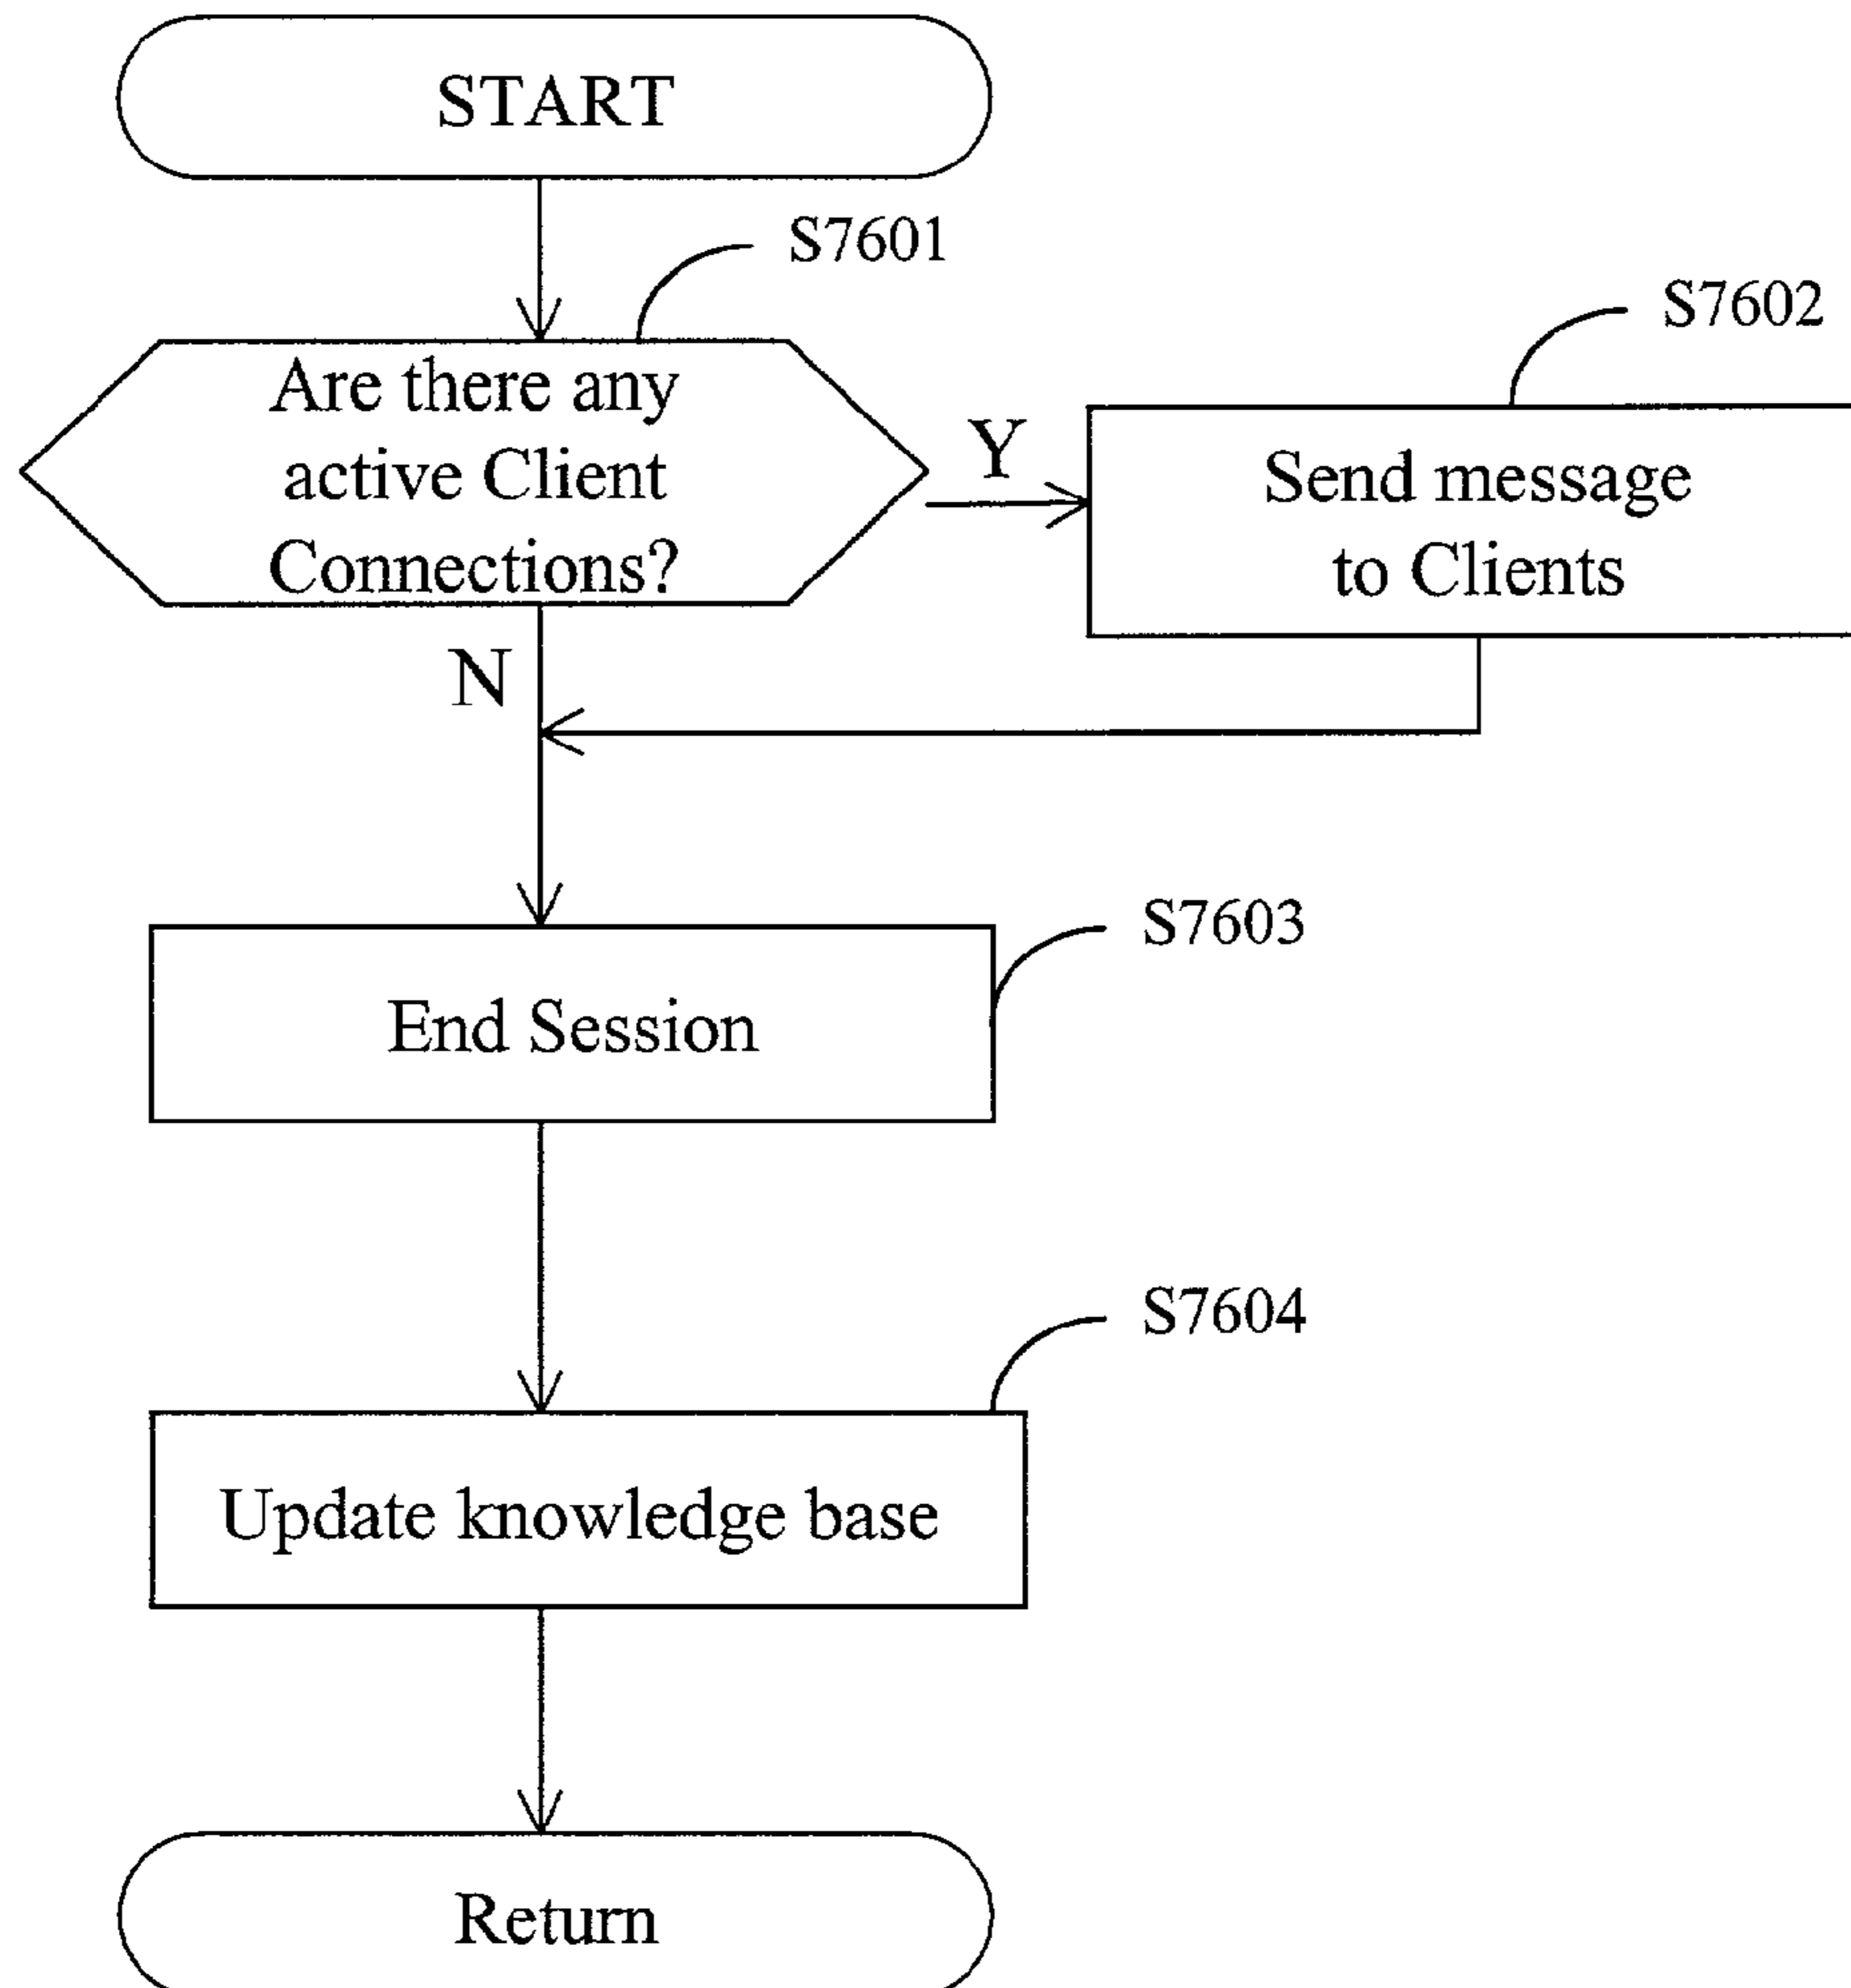 START
S7601
S7602
Are there any
active Client
Connections?
Y
Send message
to Clients
N
S7603
End Session
S7604
Update knowledge base
Return